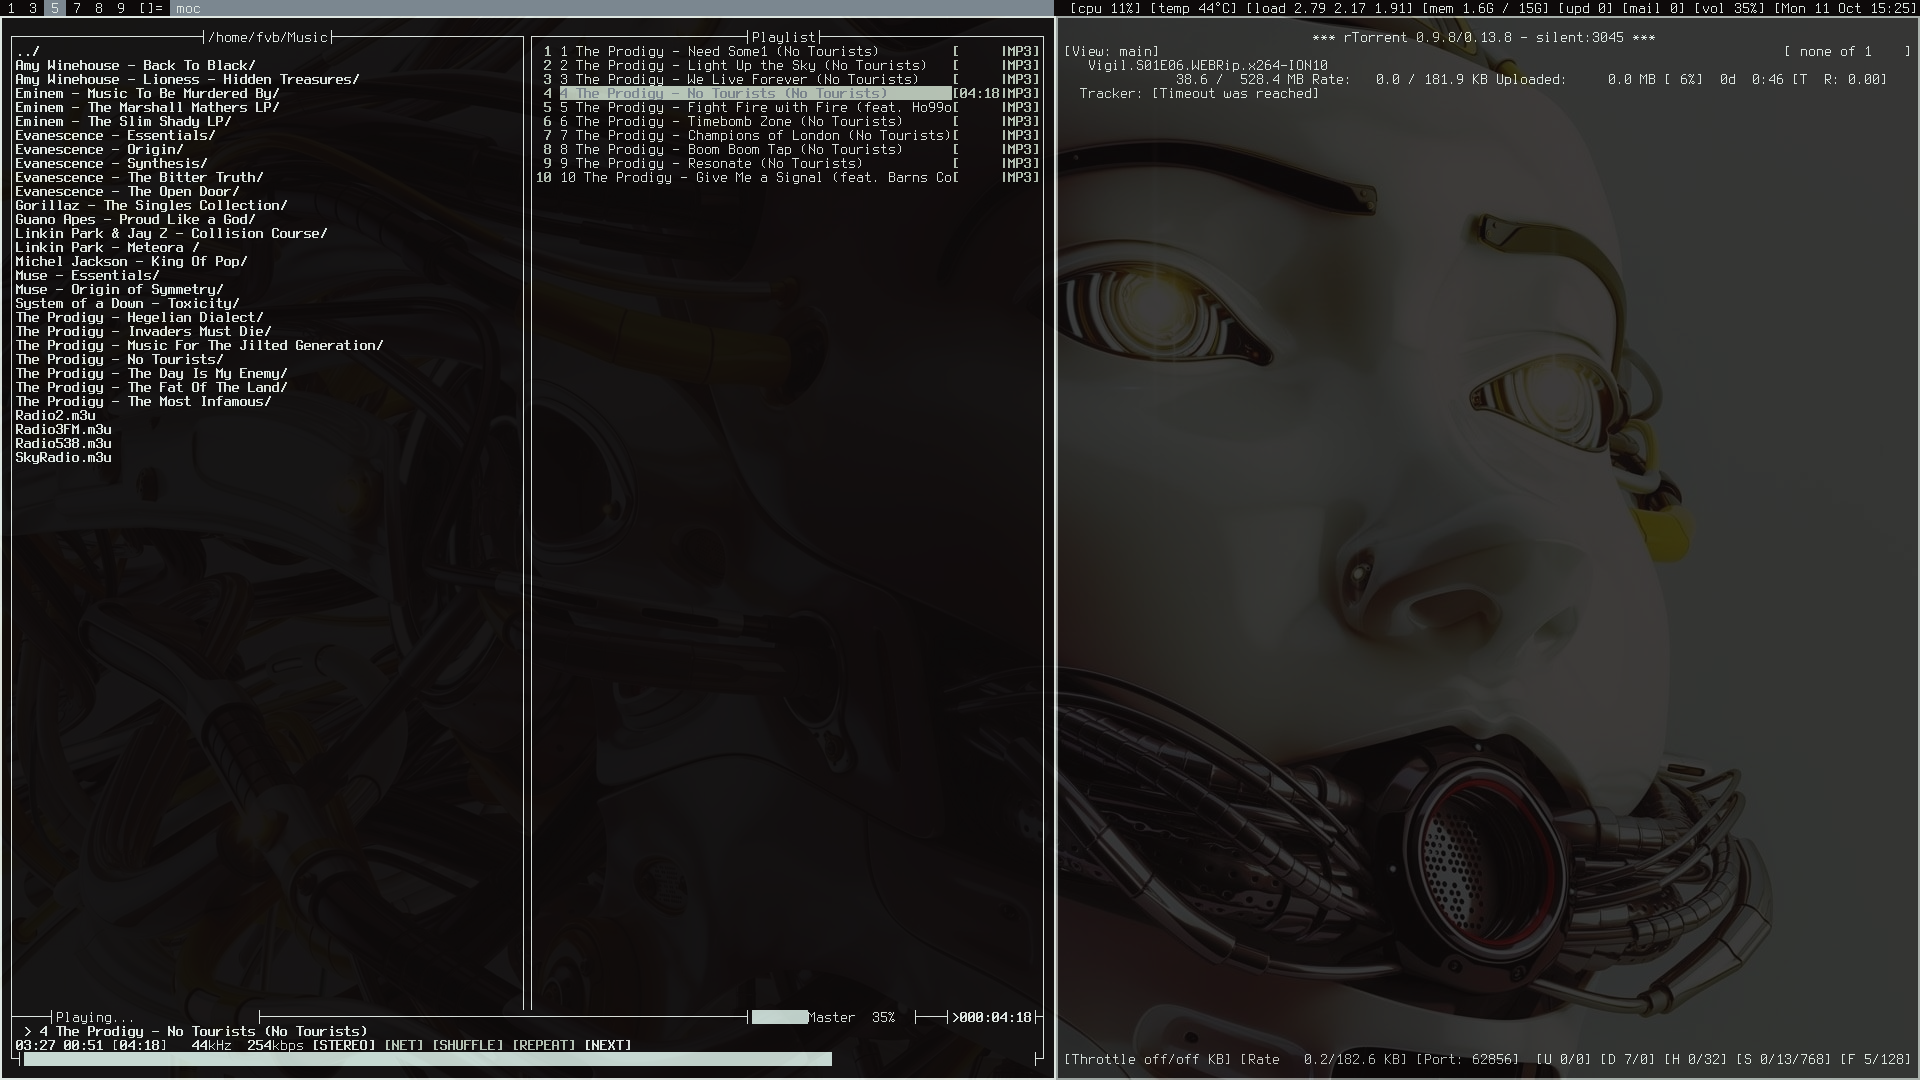 1 3 5 7 8 9 []= moc [cpu 11%] [temp 44°C] [load 2.79 2.17 1.91] [mem 1.6G / 15G] [upd 0] [mail 0] [vol 35%] [Mon 11 Oct 15:25]
/home/fvb/Music
../
Amy Winehouse - Back To Black/
Amy Winehouse - Lioness - Hidden Treasures/
Eminem - Music To Be Murdered By/
Eminem - The Marshall Mathers LP/
Eminem - The Slim Shady LP/
Evanescence - Essentials/
Evanescence - Origin/
Evanescence - Synthesis/
Evanescence - The Bitter Truth/
Evanescence - The Open Door/
Gorillaz - The Singles Collection/
Guano Apes - Proud Like a God/
Linkin Park & Jay Z - Collision Course/
Linkin Park - Meteora /
Michel Jackson - King Of Pop/
Muse - Essentials/
Muse - Origin of Symmetry/
System of a Down - Toxicity/
The Prodigy - Hegelian Dialect/
The Prodigy - Invaders Must Die/
The Prodigy - Music For The Jilted Generation/
The Prodigy - No Tourists/
The Prodigy - The Day Is My Enemy/
The Prodigy - The Fat Of The Land/
The Prodigy - The Most Infamous/
Radio2.m3u
Radio3FM.m3u
Radio538.m3u
SkyRadio.m3u
Playlist
1 1 The Prodigy - Need Some1 (No Tourists) [ |MP3]
2 2 The Prodigy - Light Up the Sky (No Tourists) [ |MP3]
3 3 The Prodigy - We Live Forever (No Tourists) [ |MP3]
4 4 The Prodigy - No Tourists (No Tourists) [04:18|MP3]
5 5 The Prodigy - Fight Fire with Fire (feat. Ho99o[ |MP3]
6 6 The Prodigy - Timebomb Zone (No Tourists) [ |MP3]
7 7 The Prodigy - Champions of London (No Tourists)[ |MP3]
8 8 The Prodigy - Boom Boom Tap (No Tourists) [ |MP3]
9 9 The Prodigy - Resonate (No Tourists) [ |MP3]
10 10 The Prodigy - Give Me a Signal (feat. Barns Co[ |MP3]
Playing... Master 35% >000:04:18
> 4 The Prodigy - No Tourists (No Tourists)
03:27 00:51 [04:18] 44kHz 254kbps [STEREO] [NET] [SHUFFLE] [REPEAT] [NEXT]
*** rTorrent 0.9.8/0.13.8 - silent:3045 ***
[View: main] [ none of 1 ]
Vigil.S01E06.WEBRip.x264-ION10
38.6 / 528.4 MB Rate: 0.0 / 181.9 KB Uploaded: 0.0 MB [ 6%] 0d 0:46 [T R: 0.00]
Tracker: [Timeout was reached]
[Throttle off/off KB] [Rate 0.2/182.6 KB] [Port: 62856] [U 0/0] [D 7/0] [H 0/32] [S 0/13/768] [F 5/128]